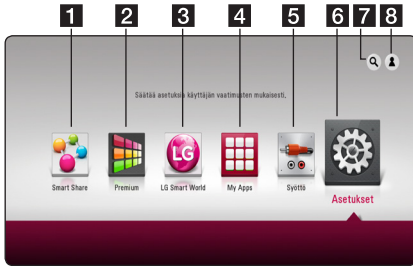 1 2 3 4 5 6 7 8
Säätää asetuksia käyttäjän vaatimusten mukaisesti.
LG
Smart Share Premium LG Smart World My Apps Syöttö
Asetukset